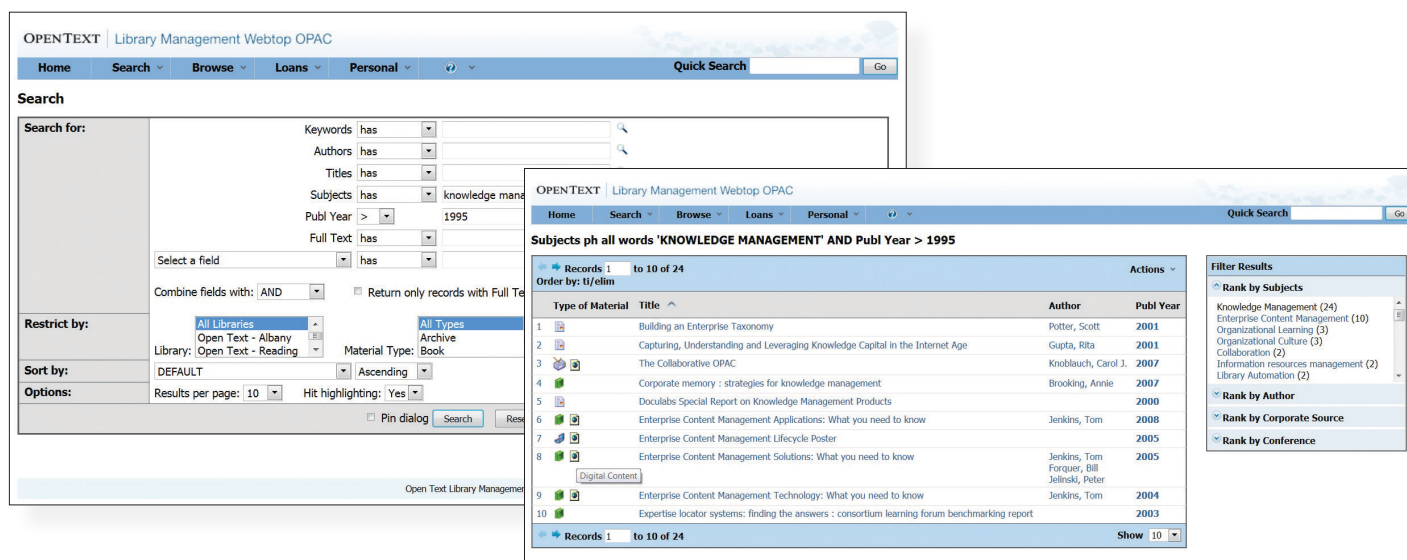 OPENTEXT | Library Management Webtop OPAC
Home Search Browse Loans Personal Quick Search Go
Search
Search for:
Keywords has
Authors has
Titles has
Subjects has knowledge mana
Publ Year > 1995
Full Text has
Select a field has
Combine fields with: AND Return only records with Full Te
Restrict by:
Library: All Libraries
Open Text - Albany
Open Text - Reading
Material Type: All Types
Archive
Book
Sort by: DEFAULT Ascending
Options: Results per page: 10 Hit highlighting: Yes
Pin dialog Search Rese
Open Text Library Managemen
OPENTEXT | Library Management Webtop OPAC
Home Search Browse Loans Personal Quick Search Go
Subjects ph all words 'KNOWLEDGE MANAGEMENT' AND Publ Year > 1995
Records 1 to 10 of 24 Actions
Order by: ti/elim
Type of Material Title Author Publ Year
1 Building an Enterprise Taxonomy Potter, Scott 2001
2 Capturing, Understanding and Leveraging Knowledge Capital in the Internet Age Gupta, Rita 2001
3 The Collaborative OPAC Knoblauch, Carol J. 2007
4 Corporate memory : strategies for knowledge management Brooking, Annie 2007
5 Doculabs Special Report on Knowledge Management Products 2000
6 Enterprise Content Management Applications: What you need to know Jenkins, Tom 2008
7 Enterprise Content Management Lifecycle Poster 2005
8 Enterprise Content Management Solutions: What you need to know Jenkins, Tom 2005
Forquer, Bill
Jelinski, Peter
Digital Content
9 Enterprise Content Management Technology: What you need to know Jenkins, Tom 2004
10 Expertise locator systems: finding the answers : consortium learning forum benchmarking report 2003
Records 1 to 10 of 24 Show 10
Filter Results
Rank by Subjects
Knowledge Management (24)
Enterprise Content Management (10)
Organizational Learning (3)
Organizational Culture (3)
Collaboration (2)
Information resources management (2)
Library Automation (2)
Rank by Author
Rank by Corporate Source
Rank by Conference